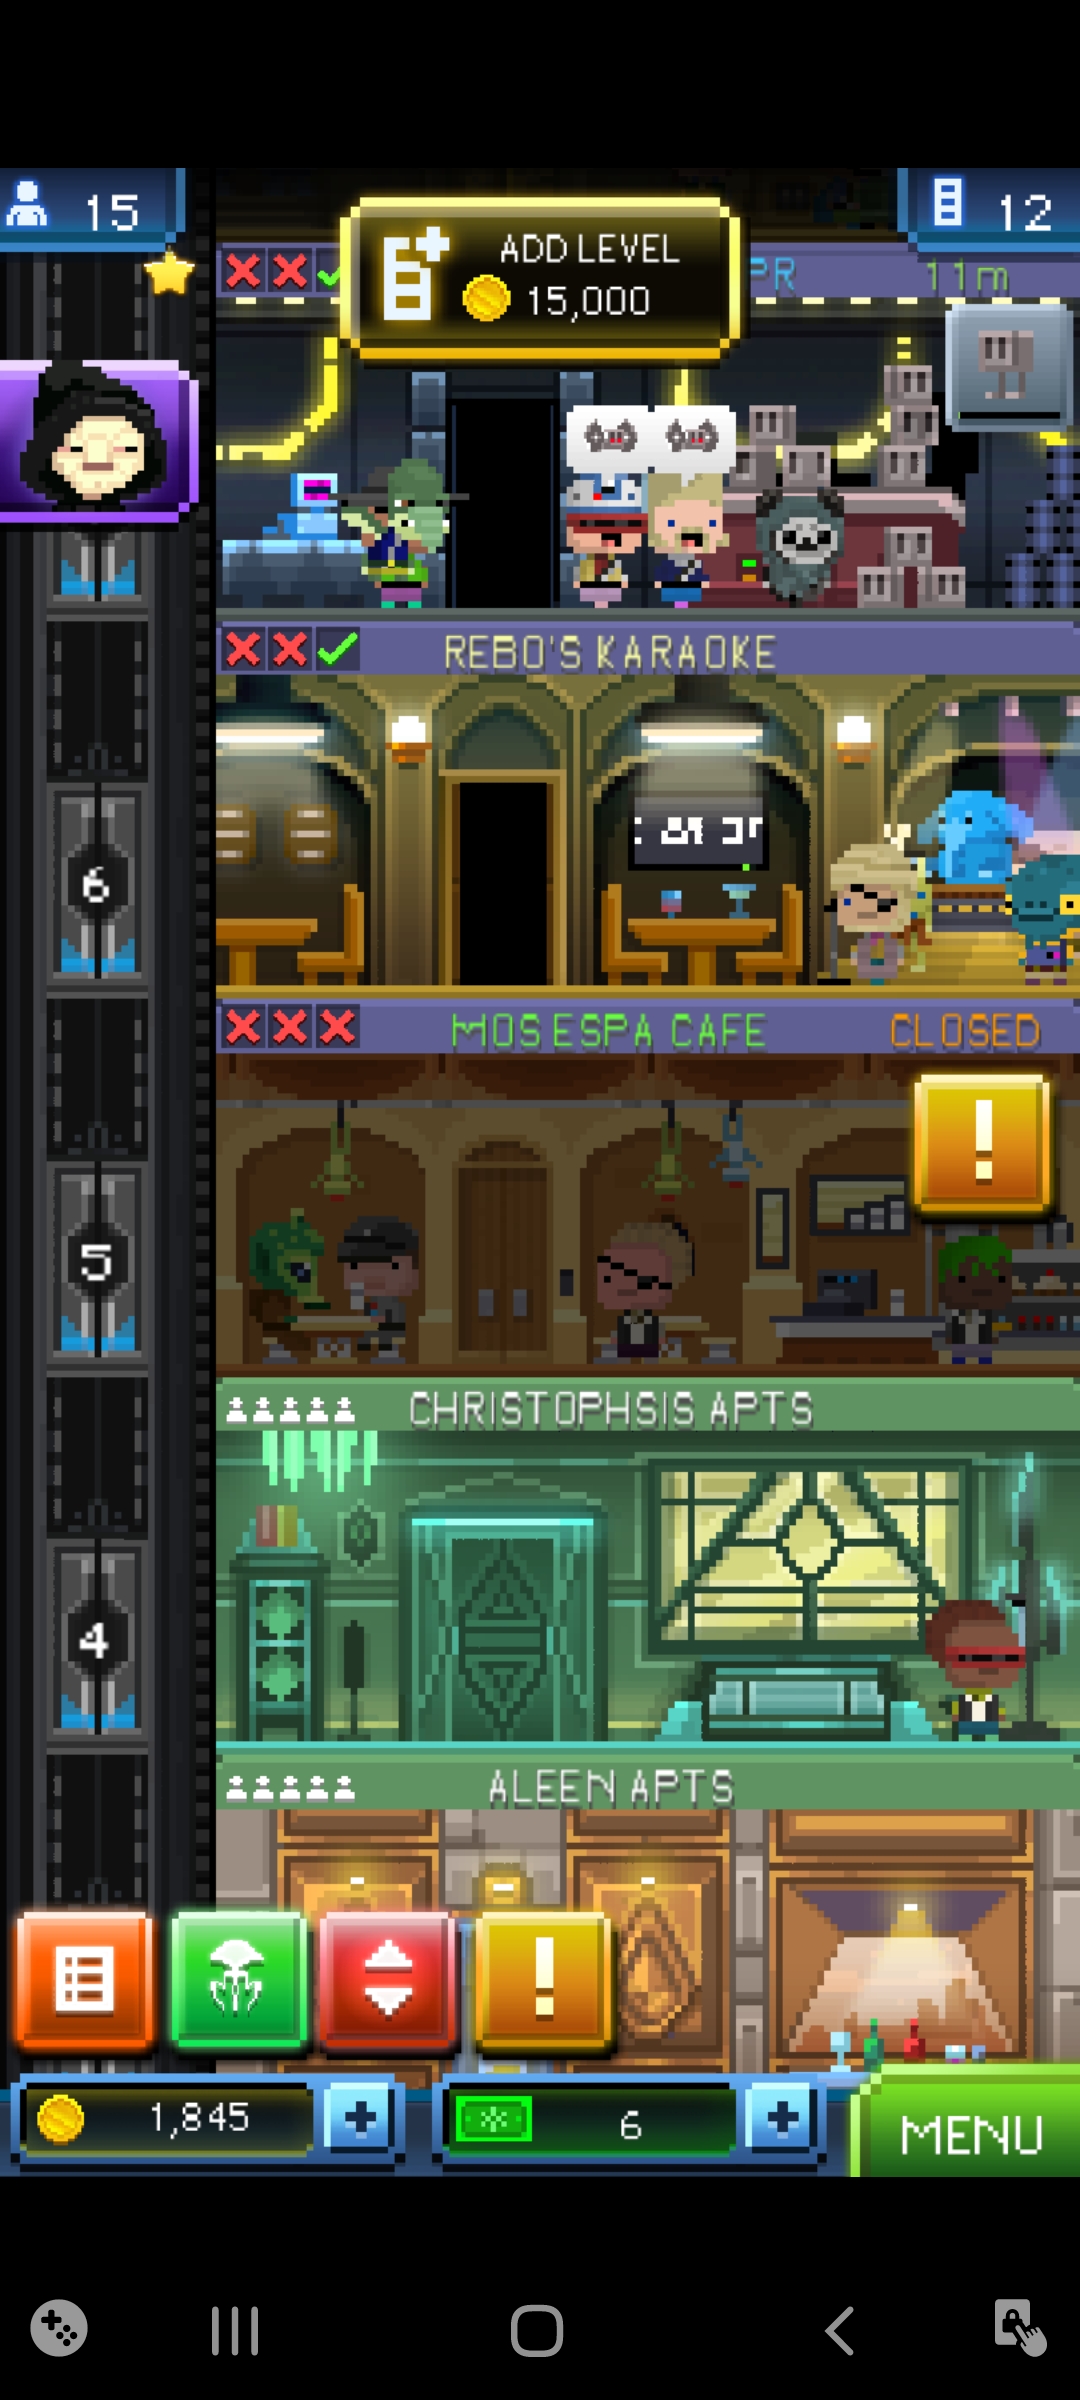 15
12
ADD LEVEL
15,000
PR
11m
REBO'S KARAOKE
6
MOS ESPA CAFE
CLOSED
!
5
CHRISTOPHSIS APTS
4
ALEEN APTS
!
1,845
+
6
+
MENU